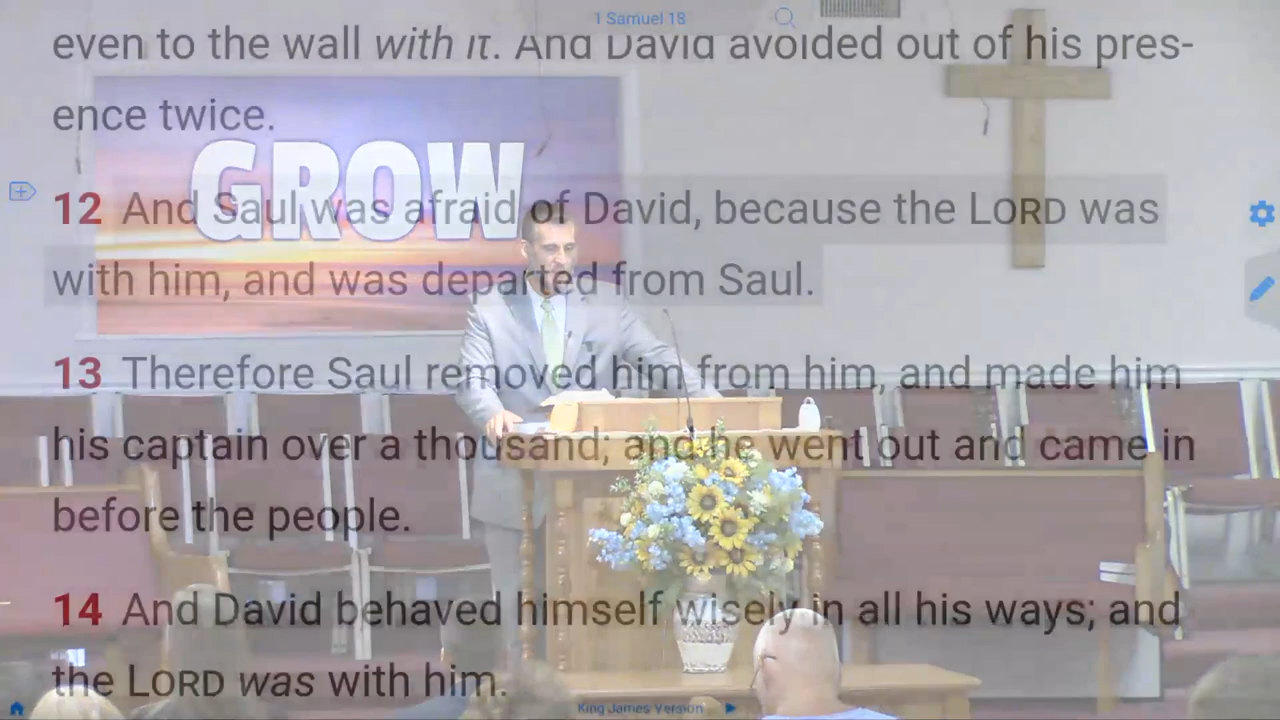 1 Samuel 18
even to the wall with it. And David avoided out of his pres-
ence twice.
GROW
12 And Saul was afraid of David, because the LORD was
with him, and was departed from Saul.
13 Therefore Saul removed him from him, and made him
his captain over a thousand; and he went out and came in
before the people.
14 And David behaved himself wisely in all his ways; and
the LORD was with him.
King James Version